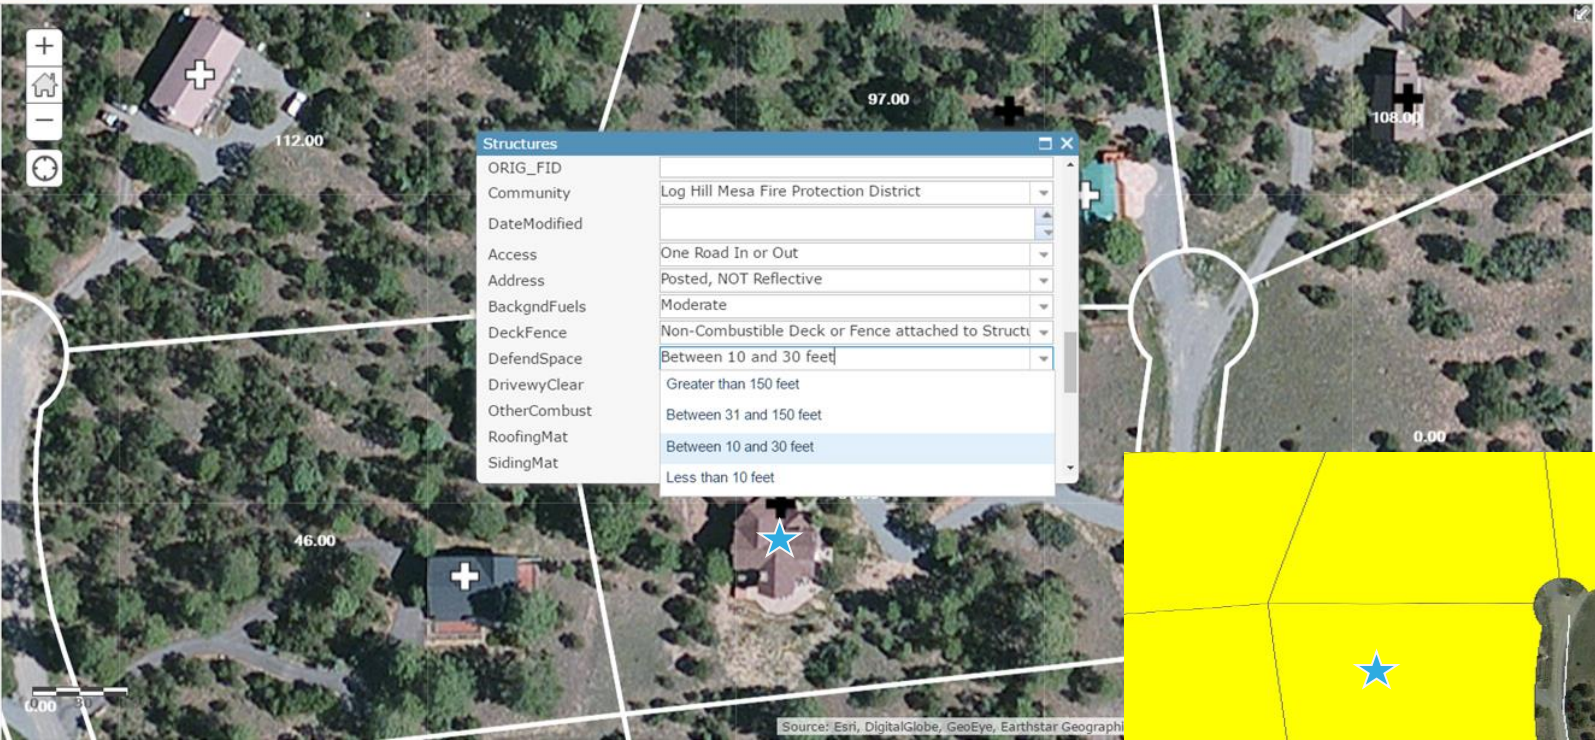 +
−
97.00
108.00
112.00
Structures
ORIG_FID
Community Log Hill Mesa Fire Protection District
DateModified
Access One Road In or Out
Address Posted, NOT Reflective
BackgndFuels Moderate
DeckFence Non-Combustible Deck or Fence attached to Structu
DefendSpace Between 10 and 30 feet
DrivewyClear
Greater than 150 feet
OtherCombust
Between 31 and 150 feet
RoofingMat
Between 10 and 30 feet
SidingMat
Less than 10 feet
0.00
46.00
0.00
30
Source: Esri, DigitalGlobe, GeoEye, Earthstar Geographi